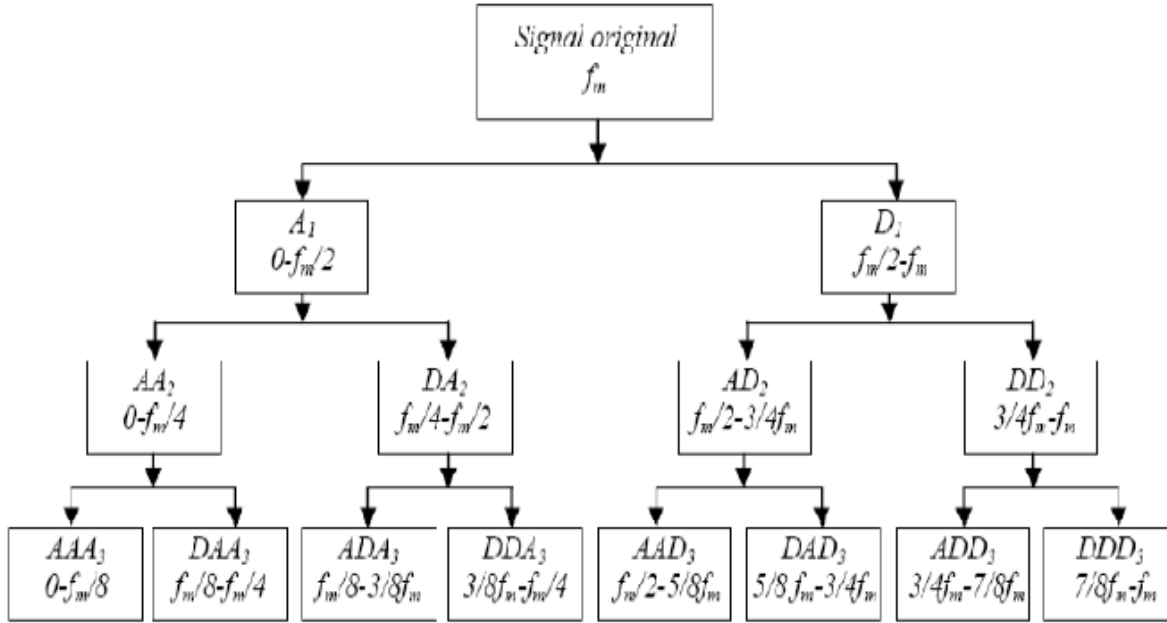 Signal original
fₘ
A₁
0-fₘ/2
D₁
fₘ/2-fₘ
AA₂
0-fₘ/4
DA₂
fₘ/4-fₘ/2
AD₂
fₘ/2-3/4fₘ
DD₂
3/4fₘ-fₘ
AAA₃
0-fₘ/8
DAA₃
fₘ/8-fₘ/4
ADA₃
fₘ/8-3/8fₘ
DDA₃
3/8fₘ-fₘ/4
AAD₃
fₘ/2-5/8fₘ
DAD₃
5/8fₘ-3/4fₘ
ADD₃
3/4fₘ-7/8fₘ
DDD₃
7/8fₘ-fₘ